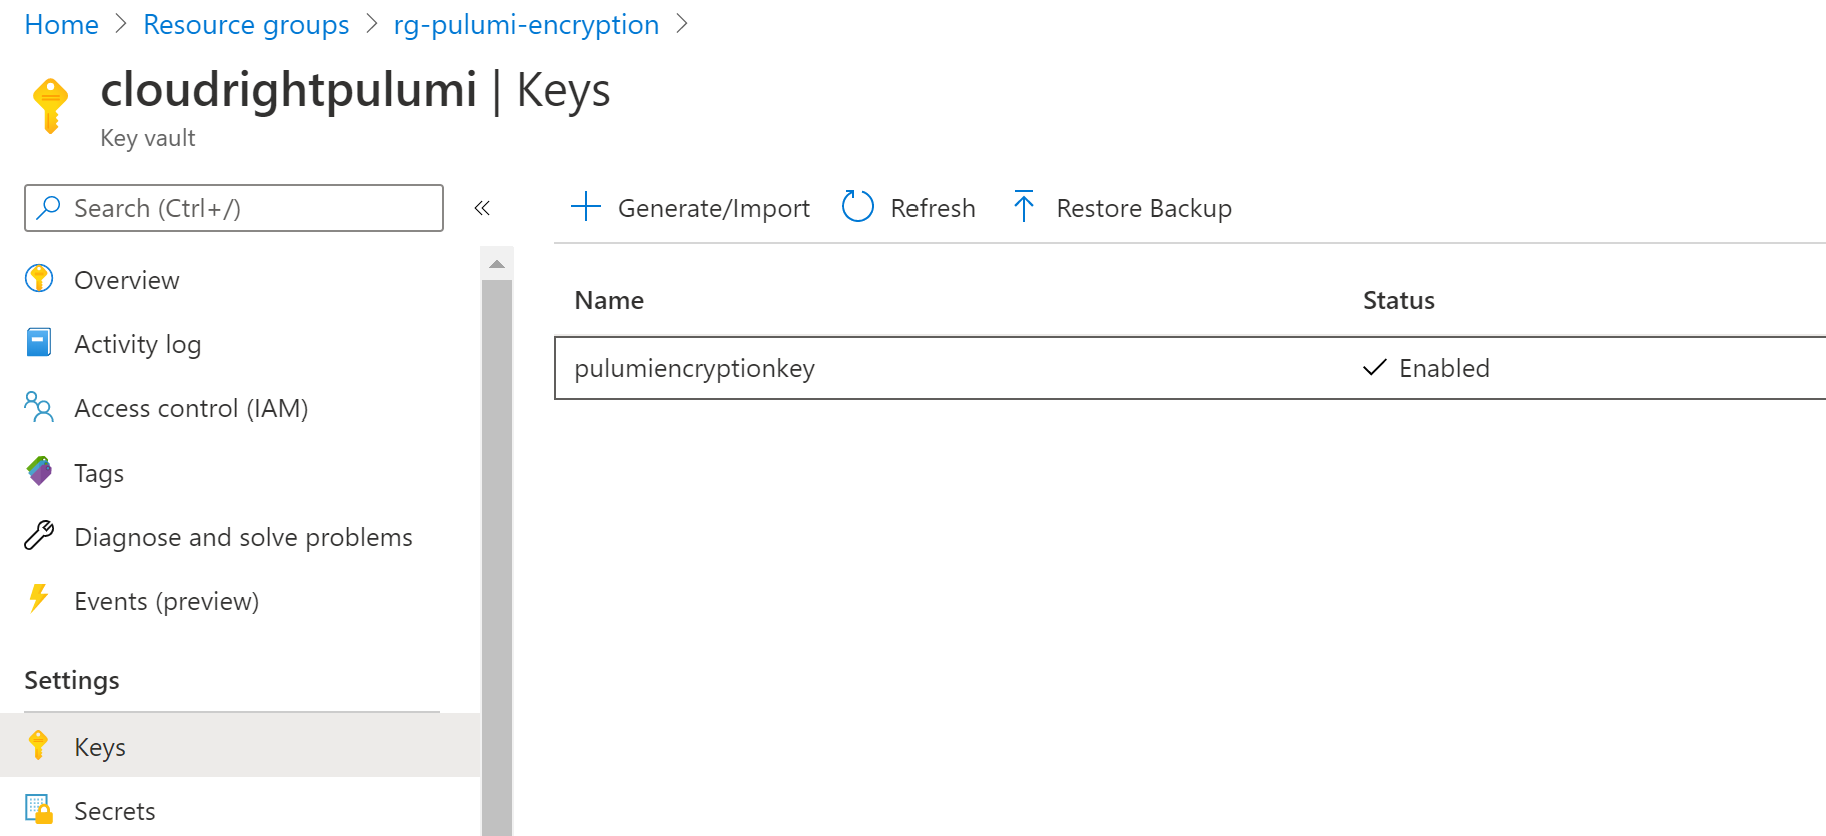 Home > Resource groups > rg-pulumi-encryption >
cloudrightpulumi | Keys
Key vault
Search (Ctrl+/)
«
Generate/Import
Refresh
Restore Backup
Overview
Activity log
Access control (IAM)
Tags
Diagnose and solve problems
Events (preview)
Settings
Keys
Secrets
Name
Status
pulumiencryptionkey
Enabled